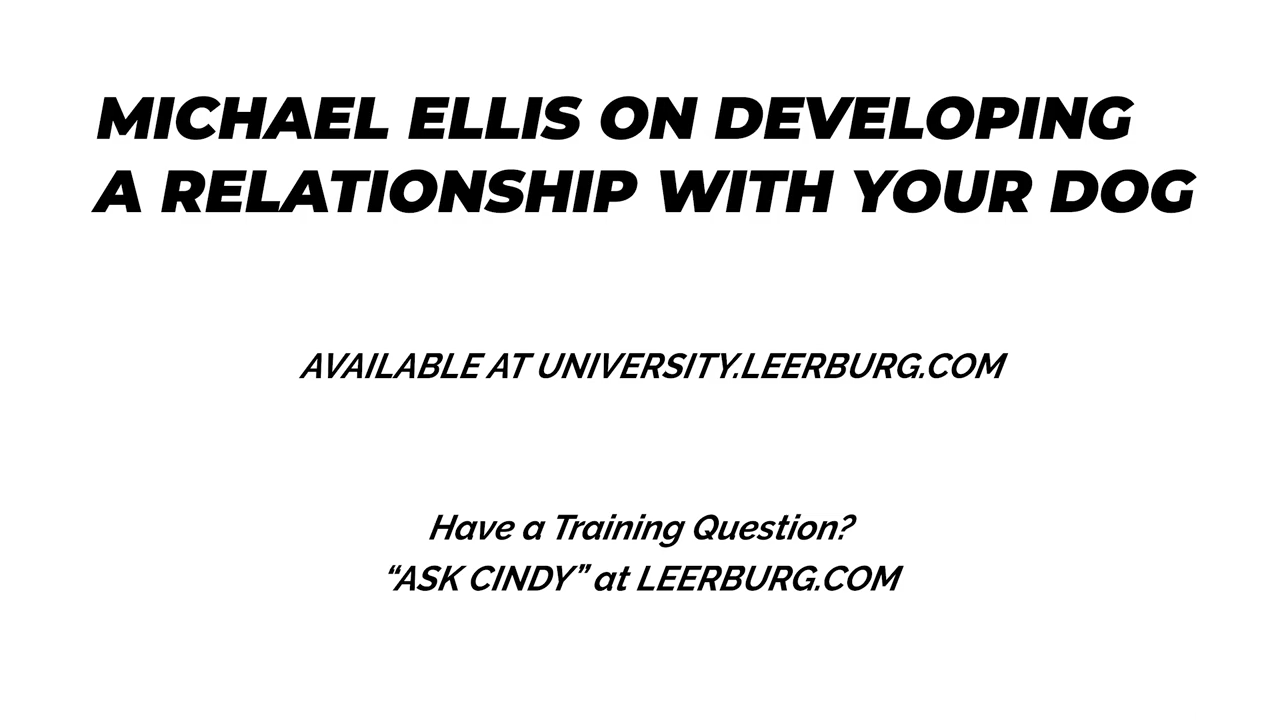 MICHAEL ELLIS ON DEVELOPING
A RELATIONSHIP WITH YOUR DOG
AVAILABLE AT UNIVERSITY.LEERBURG.COM
Have a Training Question?
“ASK CINDY” at LEERBURG.COM